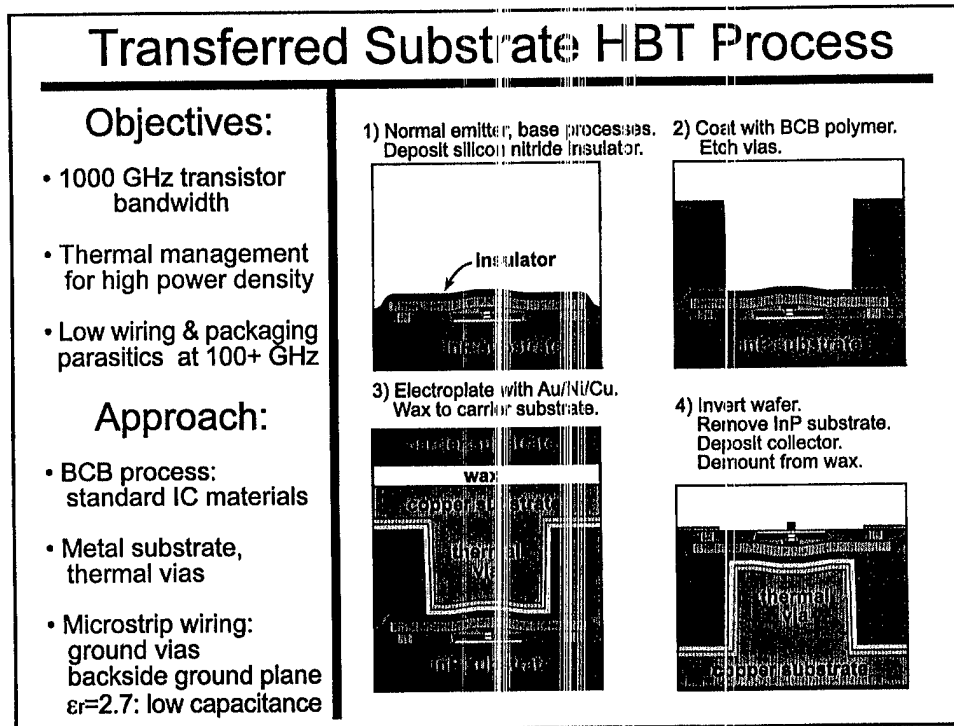 Transferred Substrate HBT Process
Objectives:
• 1000 GHz transistor
bandwidth
• Thermal management
for high power density
• Low wiring & packaging
parasitics at 100+ GHz
Approach:
• BCB process:
standard IC materials
• Metal substrate,
thermal vias
• Microstrip wiring:
ground vias
backside ground plane
εr=2.7: low capacitance
1) Normal emitter, base processes.
Deposit silicon nitride insulator.
insulator
InP substrate
2) Coat with BCB polymer.
Etch vias.
InP substrate
3) Electroplate with Au/Ni/Cu.
Wax to carrier substrate.
substrate
wax
copper substrate
thermal
via
InP substrate
4) Invert wafer.
Remove InP substrate.
Deposit collector.
Demount from wax.
thermal
via
copper substrate